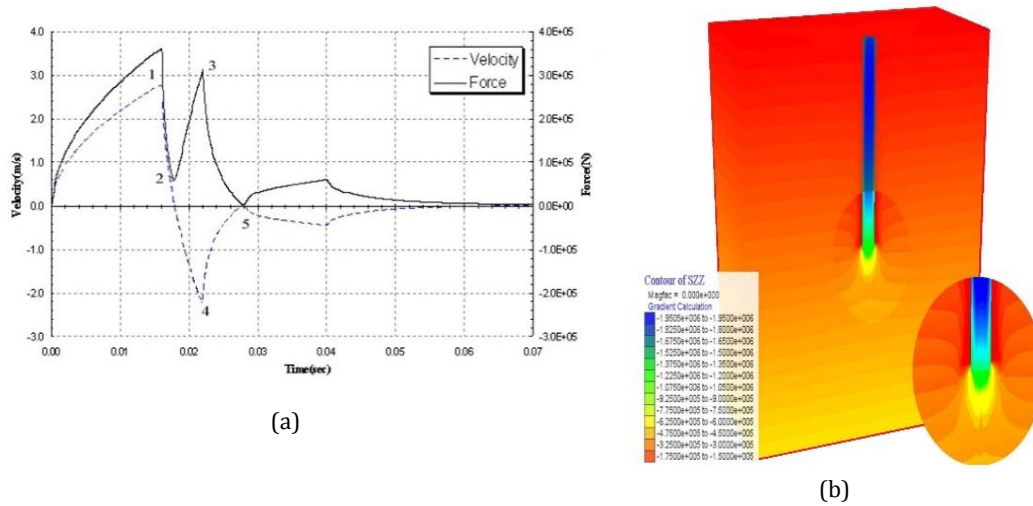 4.0
3.0
2.0
1.0
0.0
-1.0
-2.0
-3.0
Velocity(m/s)
4.0E+05
3.0E+05
2.0E+05
1.0E+05
0.0E+00
-1.0E+05
-2.0E+05
-3.0E+05
Force(N)
Velocity
Force
1
2
3
4
5
0.00 0.01 0.02 0.03 0.04 0.05 0.06 0.07
Time(sec)
(a)
Contour of SZZ
Magfac = 0.000e+000
Gradient Calculation
-1.9505e+006 to -1.9500e+006
-1.8250e+006 to -1.8000e+006
-1.6750e+006 to -1.6500e+006
-1.5250e+006 to -1.5000e+006
-1.3750e+006 to -1.3500e+006
-1.2250e+006 to -1.2000e+006
-1.0750e+006 to -1.0500e+006
-9.2500e+005 to -9.0000e+005
-7.7500e+005 to -7.5000e+005
-6.2500e+005 to -6.0000e+005
-4.7500e+005 to -4.5000e+005
-3.2500e+005 to -3.0000e+005
-1.7500e+005 to -1.5000e+005
(b)